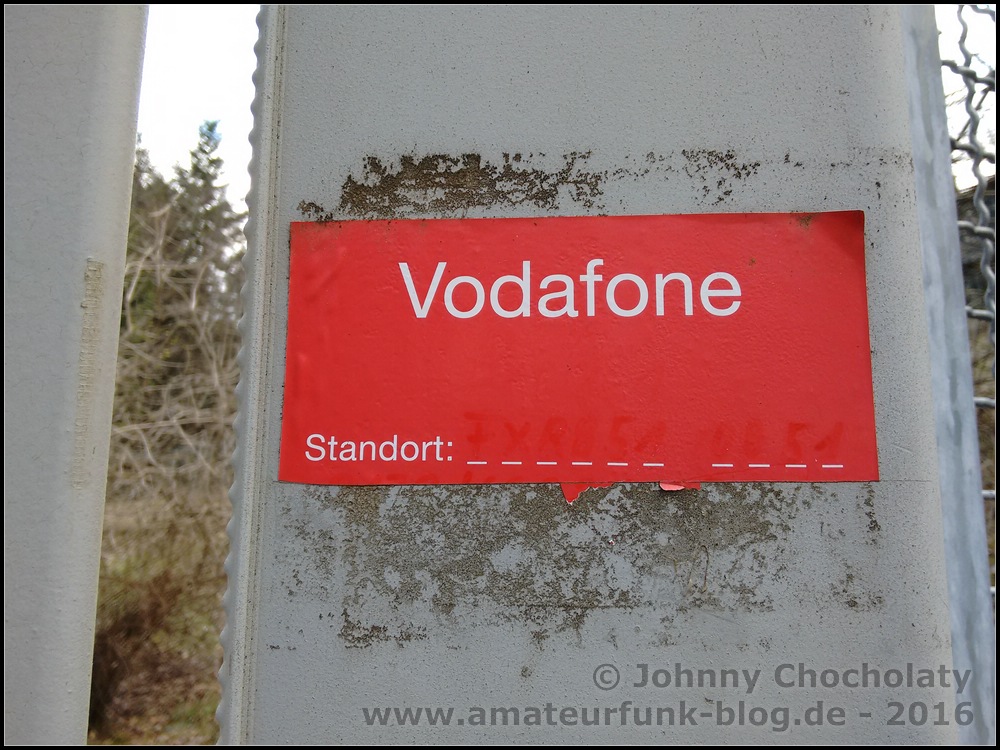 Vodafone
Standort: _ _ _ _ _ _ _ _ _ _
© Johnny Chocholaty
www.amateurfunk-blog.de - 2016